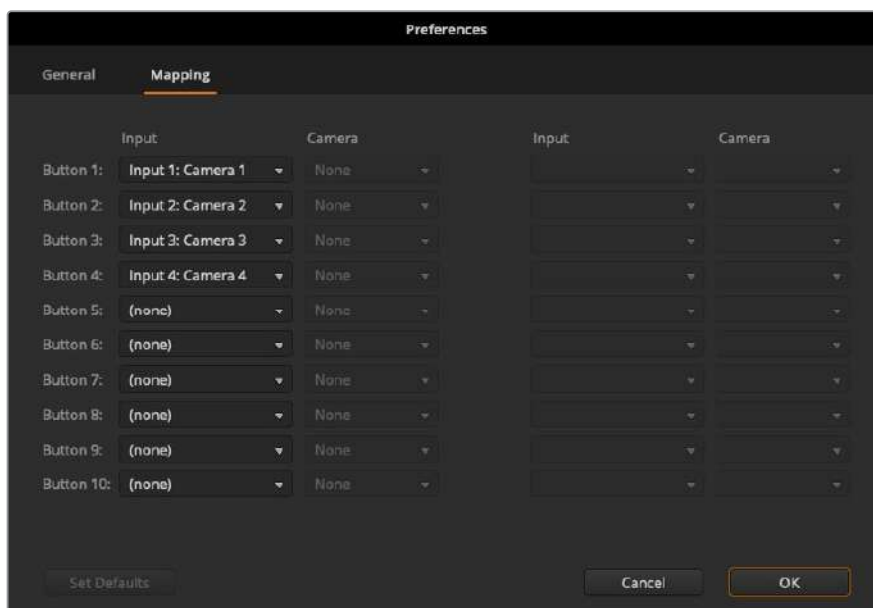 Preferences
General Mapping
Input Camera Input Camera
Button 1: Input 1: Camera 1 None
Button 2: Input 2: Camera 2 None
Button 3: Input 3: Camera 3 None
Button 4: Input 4: Camera 4 None
Button 5: (none) None
Button 6: (none) None
Button 7: (none) None
Button 8: (none) None
Button 9: (none) None
Button 10: (none) None
Set Defaults Cancel OK